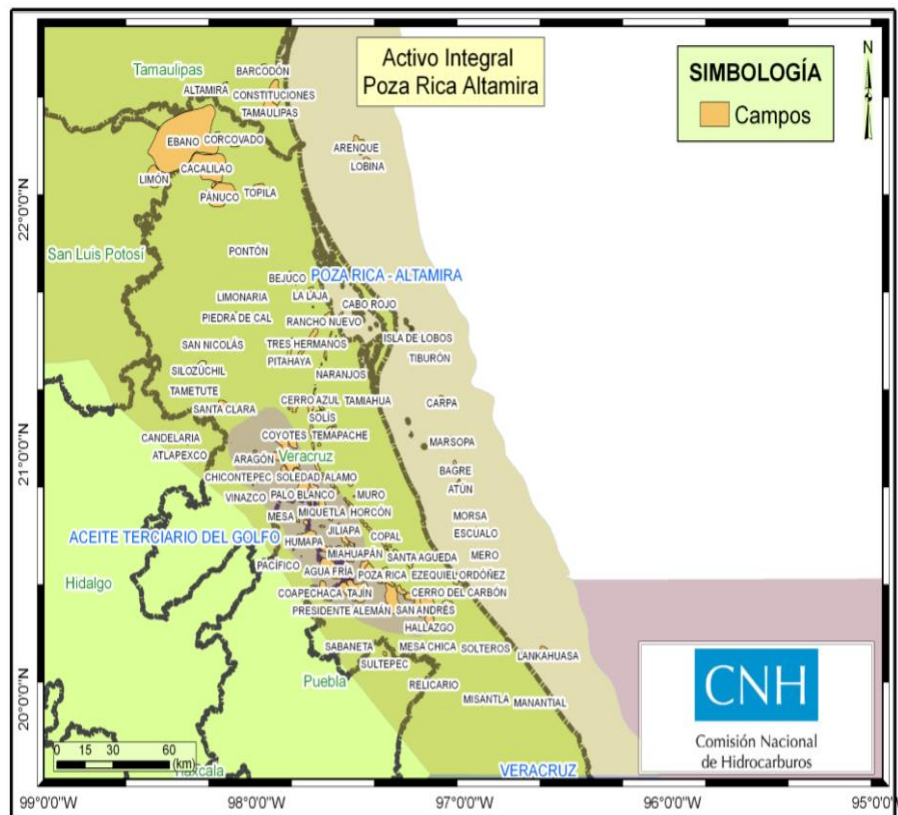 Activo Integral
Poza Rica Altamira
SIMBOLOGÍA
Campos
N
Tamaulipas
BARCODÓN
ALTAMIRA
CONSTITUCIONES
TAMAULIPAS
EBANO
CORCOVADO
ARENQUE
CACALILAO
LOBINA
LIMÓN
PÁNUCO
TOPILA
22°0'0"N
San Luis Potosí
PONTÓN
POZA RICA - ALTAMIRA
BEJUCO
LIMONARIA
LA LAJA
CABO ROJO
PIEDRA DE CAL
RANCHO NUEVO
ISLA DE LOBOS
SAN NICOLÁS
TRES HERMANOS
TIBURÓN
PITAHAYA
SILOZÚCHIL
NARANJOS
TAMETUTE
CERRO AZUL
TAMIAHUA
CARPA
SANTA CLARA
SOLÍS
CANDELARIA
COYOTES
TEMAPACHE
MARSOPA
21°0'0"N
ATLAPEXCO
ARAGÓN
Veracruz
BAGRE
CHICONTEPEC
SOLEDAD
ALAMO
ATÚN
VINAZCO
PALO BLANCO
MURO
MESA
MIQUETLA
HORCÓN
MORSA
ACEITE TERCIARIO DEL GOLFO
HUMAPA
JILIAPA
COPAL
ESCUALO
MIAHUAPÁN
SANTA AGUEDA
MERO
PACÍFICO
AGUA FRÍA
POZA RICA
EZEQUIEL ORDÓÑEZ
Hidalgo
COAPECHACA
TAJÍN
CERRO DEL CARBÓN
PRESIDENTE ALEMÁN
SAN ANDRÉS
HALLAZGO
SABANETA
MESA CHICA
SOLTEROS
LANKAHUASA
SULTEPEC
20°0'0"N
Puebla
RELICARIO
MISANTLA
MANANTIAL
CNH
Comisión Nacional
de Hidrocarburos
0 15 30 60
(km)
Tlaxcala
VERACRUZ
99°0'0"W
98°0'0"W
97°0'0"W
96°0'0"W
95°0'0"W